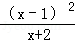 (x−1) ²
x+2